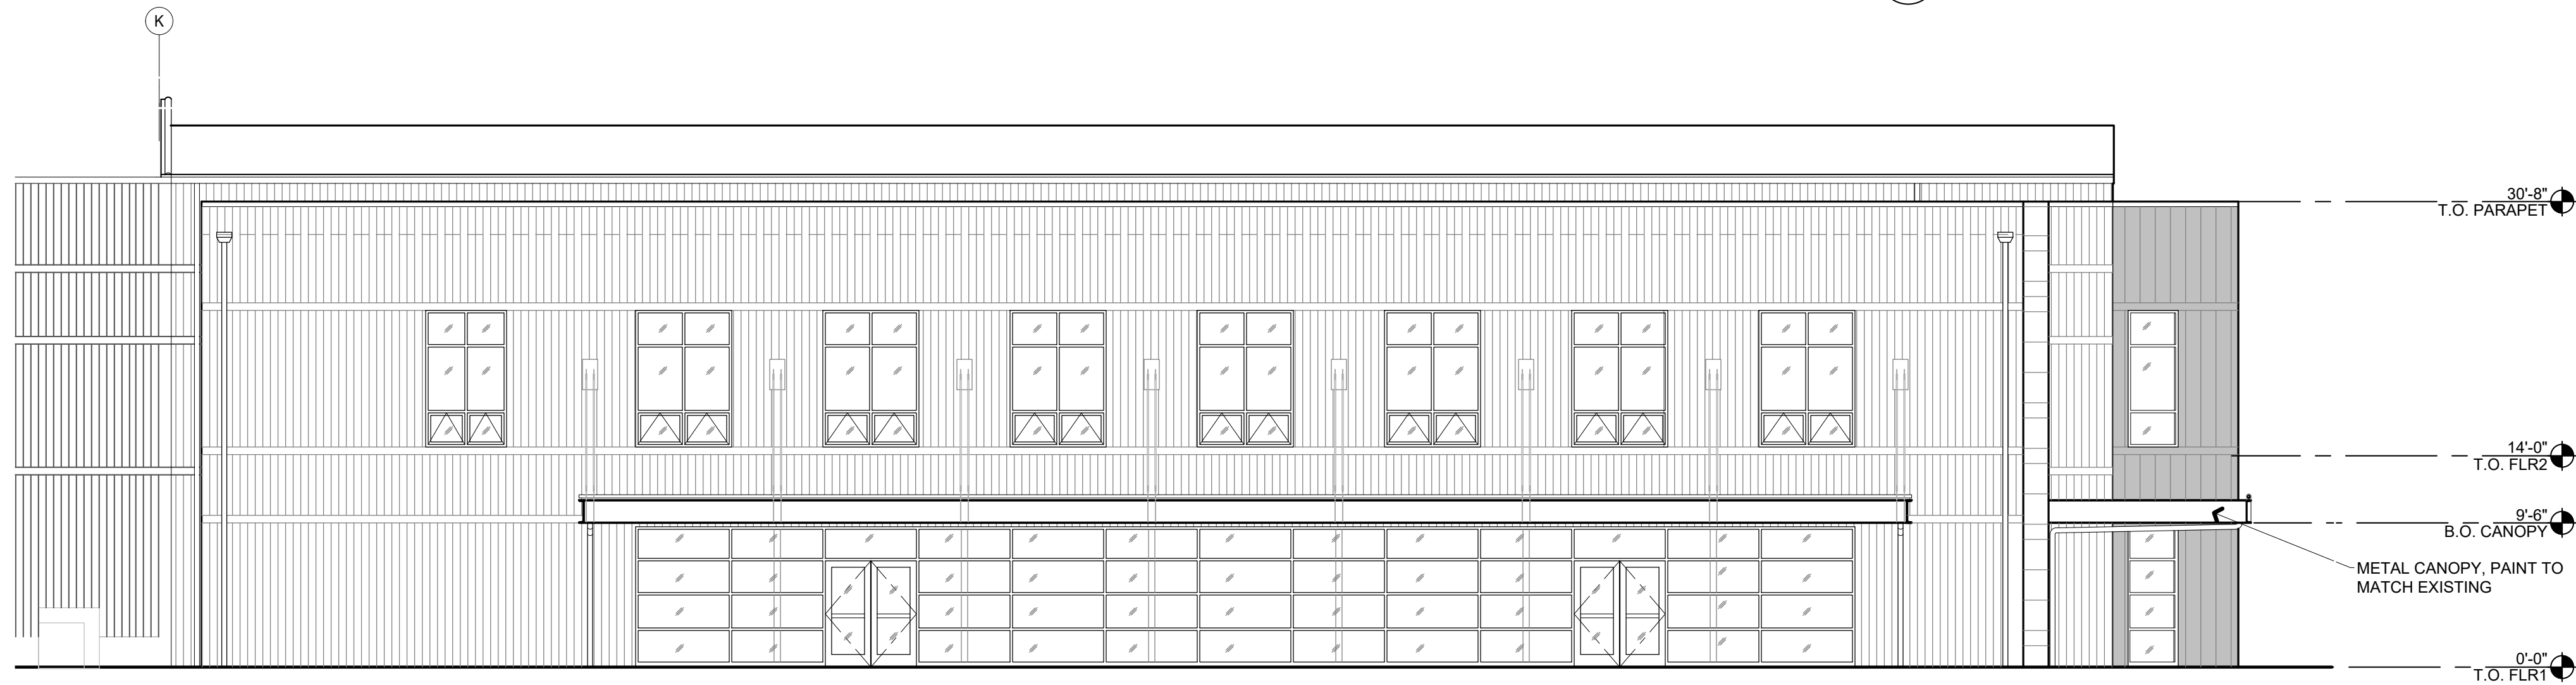 K
30'-8"
T.O. PARAPET
14'-0"
T.O. FLR2
9'-6"
B.O. CANOPY
METAL CANOPY, PAINT TO
MATCH EXISTING
0'-0"
T.O. FLR1